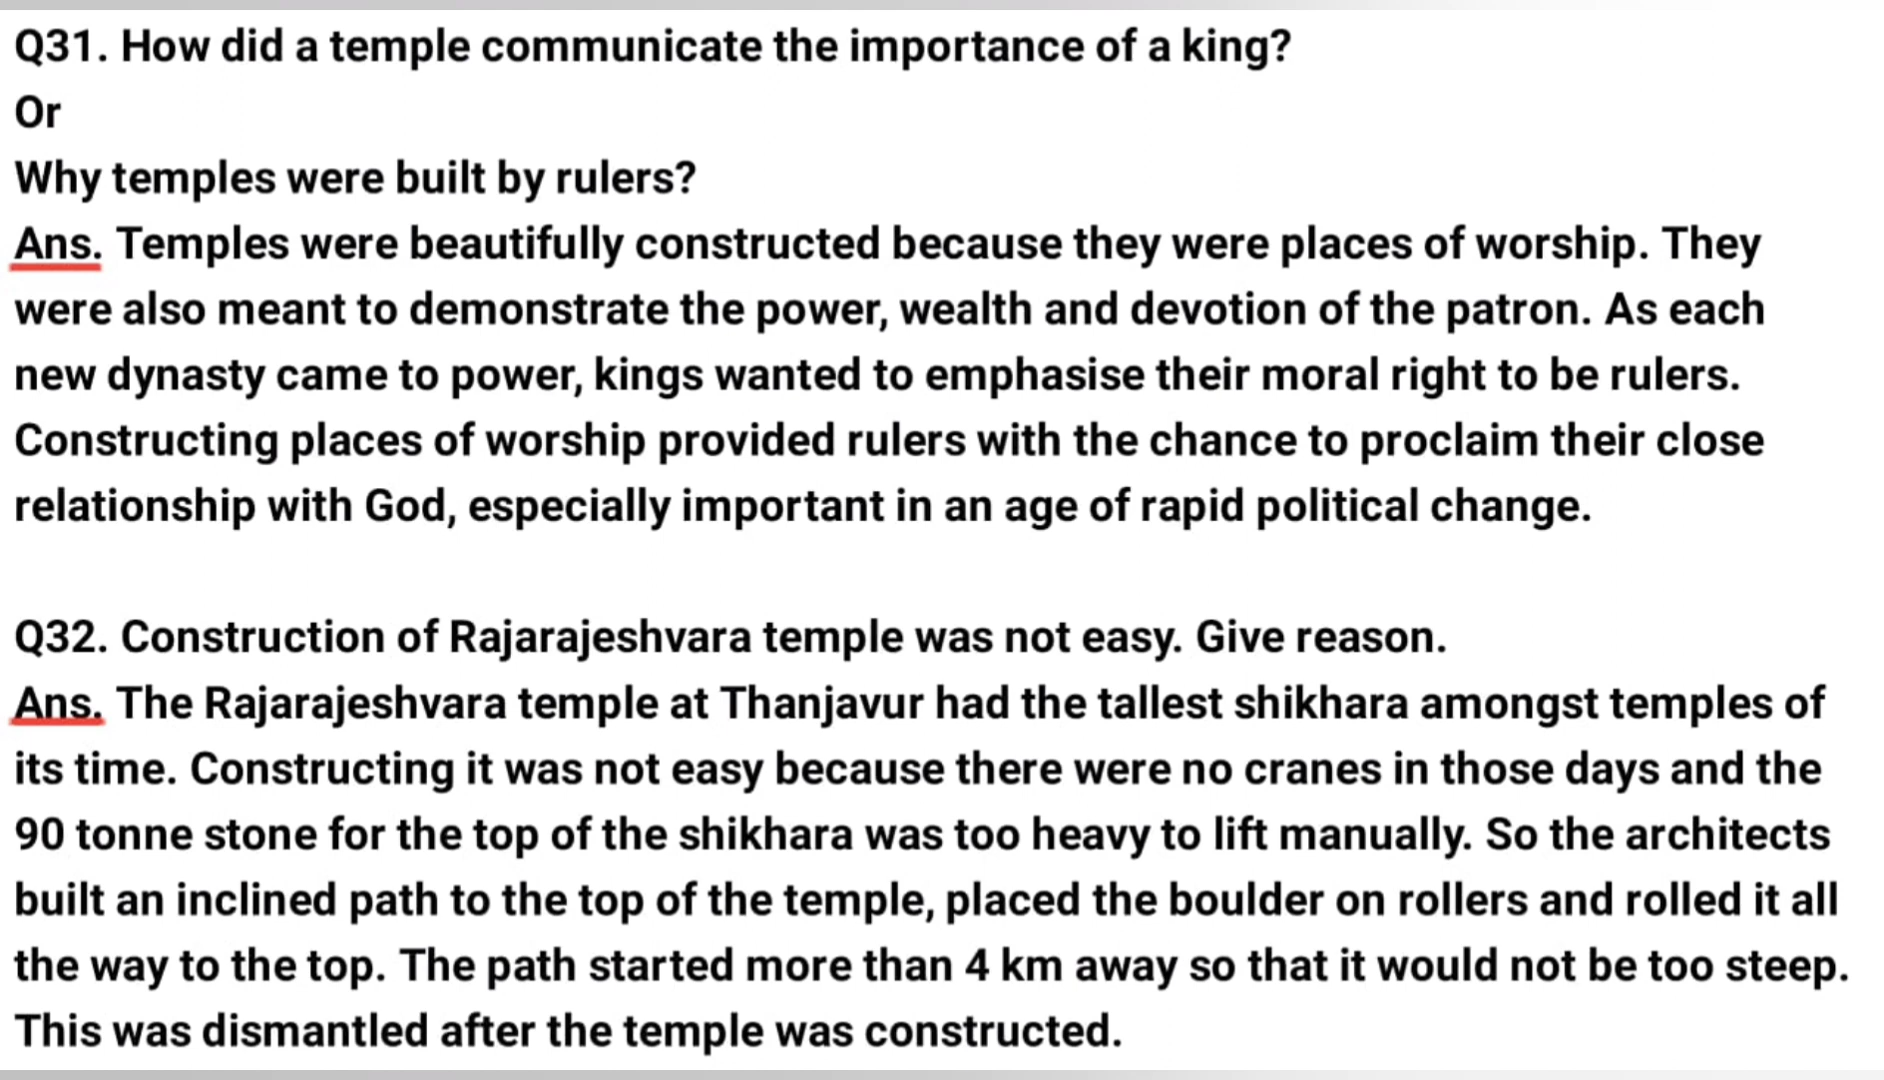 Q31. How did a temple communicate the importance of a king?
Or
Why temples were built by rulers?
Ans. Temples were beautifully constructed because they were places of worship. They
were also meant to demonstrate the power, wealth and devotion of the patron. As each
new dynasty came to power, kings wanted to emphasise their moral right to be rulers.
Constructing places of worship provided rulers with the chance to proclaim their close
relationship with God, especially important in an age of rapid political change.
Q32. Construction of Rajarajeshvara temple was not easy. Give reason.
Ans. The Rajarajeshvara temple at Thanjavur had the tallest shikhara amongst temples of
its time. Constructing it was not easy because there were no cranes in those days and the
90 tonne stone for the top of the shikhara was too heavy to lift manually. So the architects
built an inclined path to the top of the temple, placed the boulder on rollers and rolled it all
the way to the top. The path started more than 4 km away so that it would not be too steep.
This was dismantled after the temple was constructed.